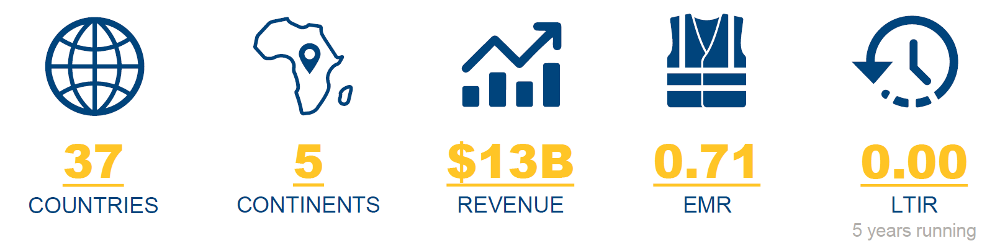 37
COUNTRIES
5
CONTINENTS
$13B
REVENUE
0.71
EMR
0.00
LTIR
5 years running